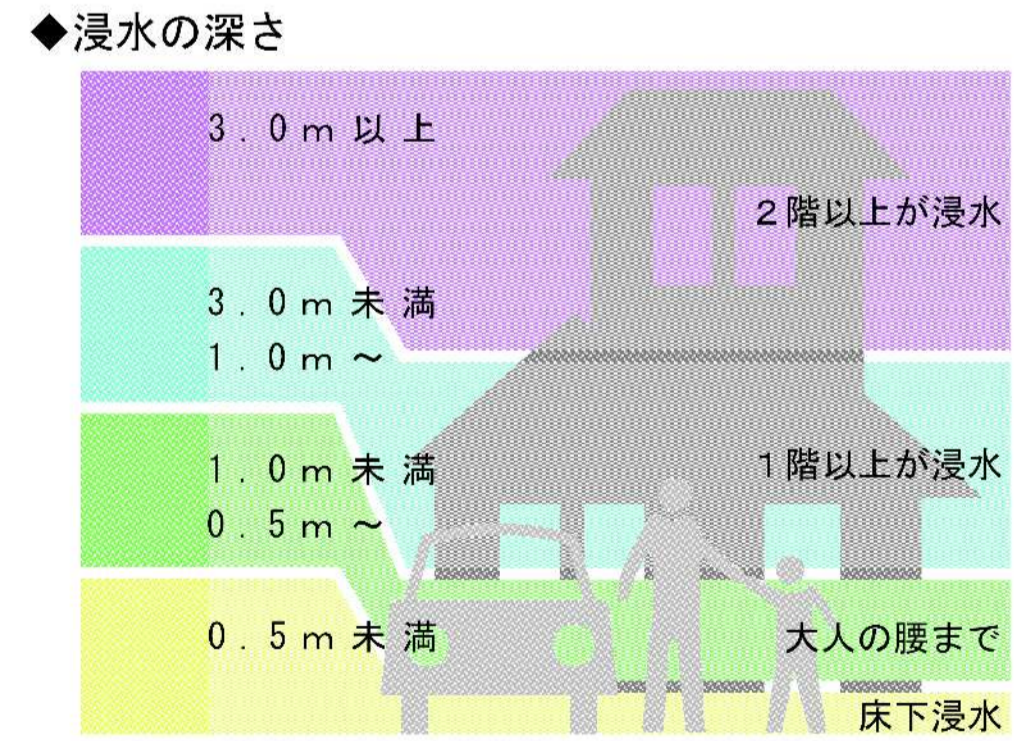 ◆浸水の深さ
3.0m以上
2階以上が浸水
3.0m未満
1.0m～
1階以上が浸水
1.0m未満
0.5m～
大人の腰まで
0.5m未満
床下浸水